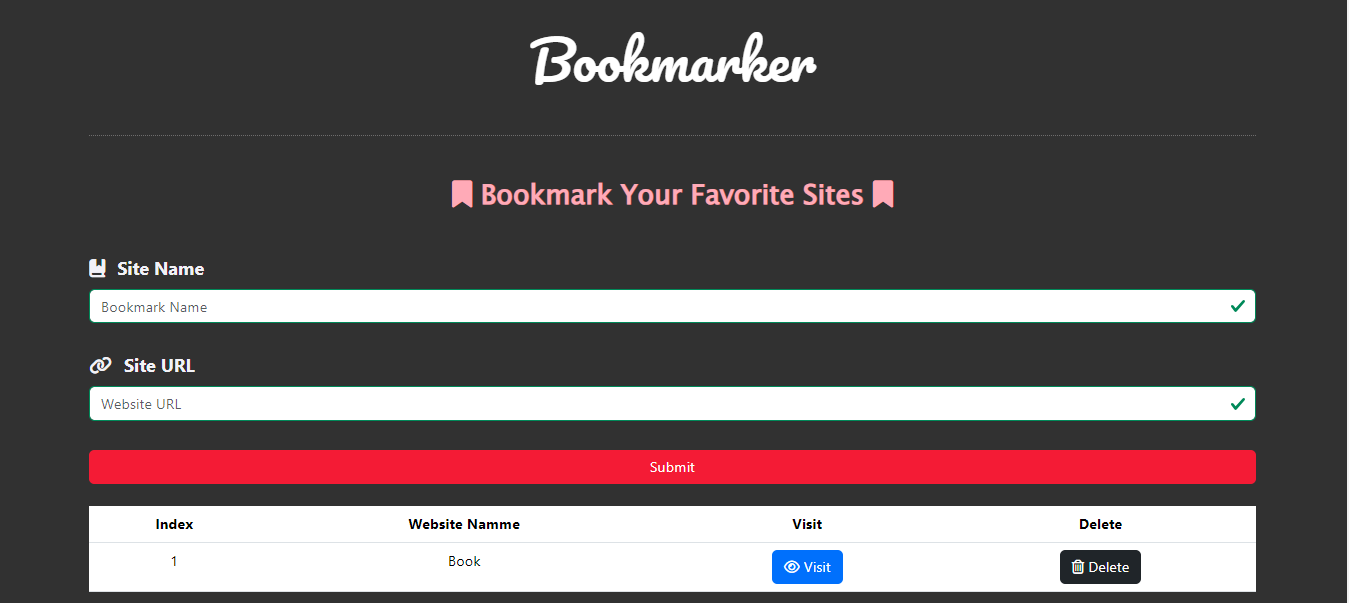 Bookmarker
Bookmark Your Favorite Sites
Site Name
Bookmark Name
Site URL
Website URL
Submit
Index Website Namme Visit Delete
1 Book Visit Delete